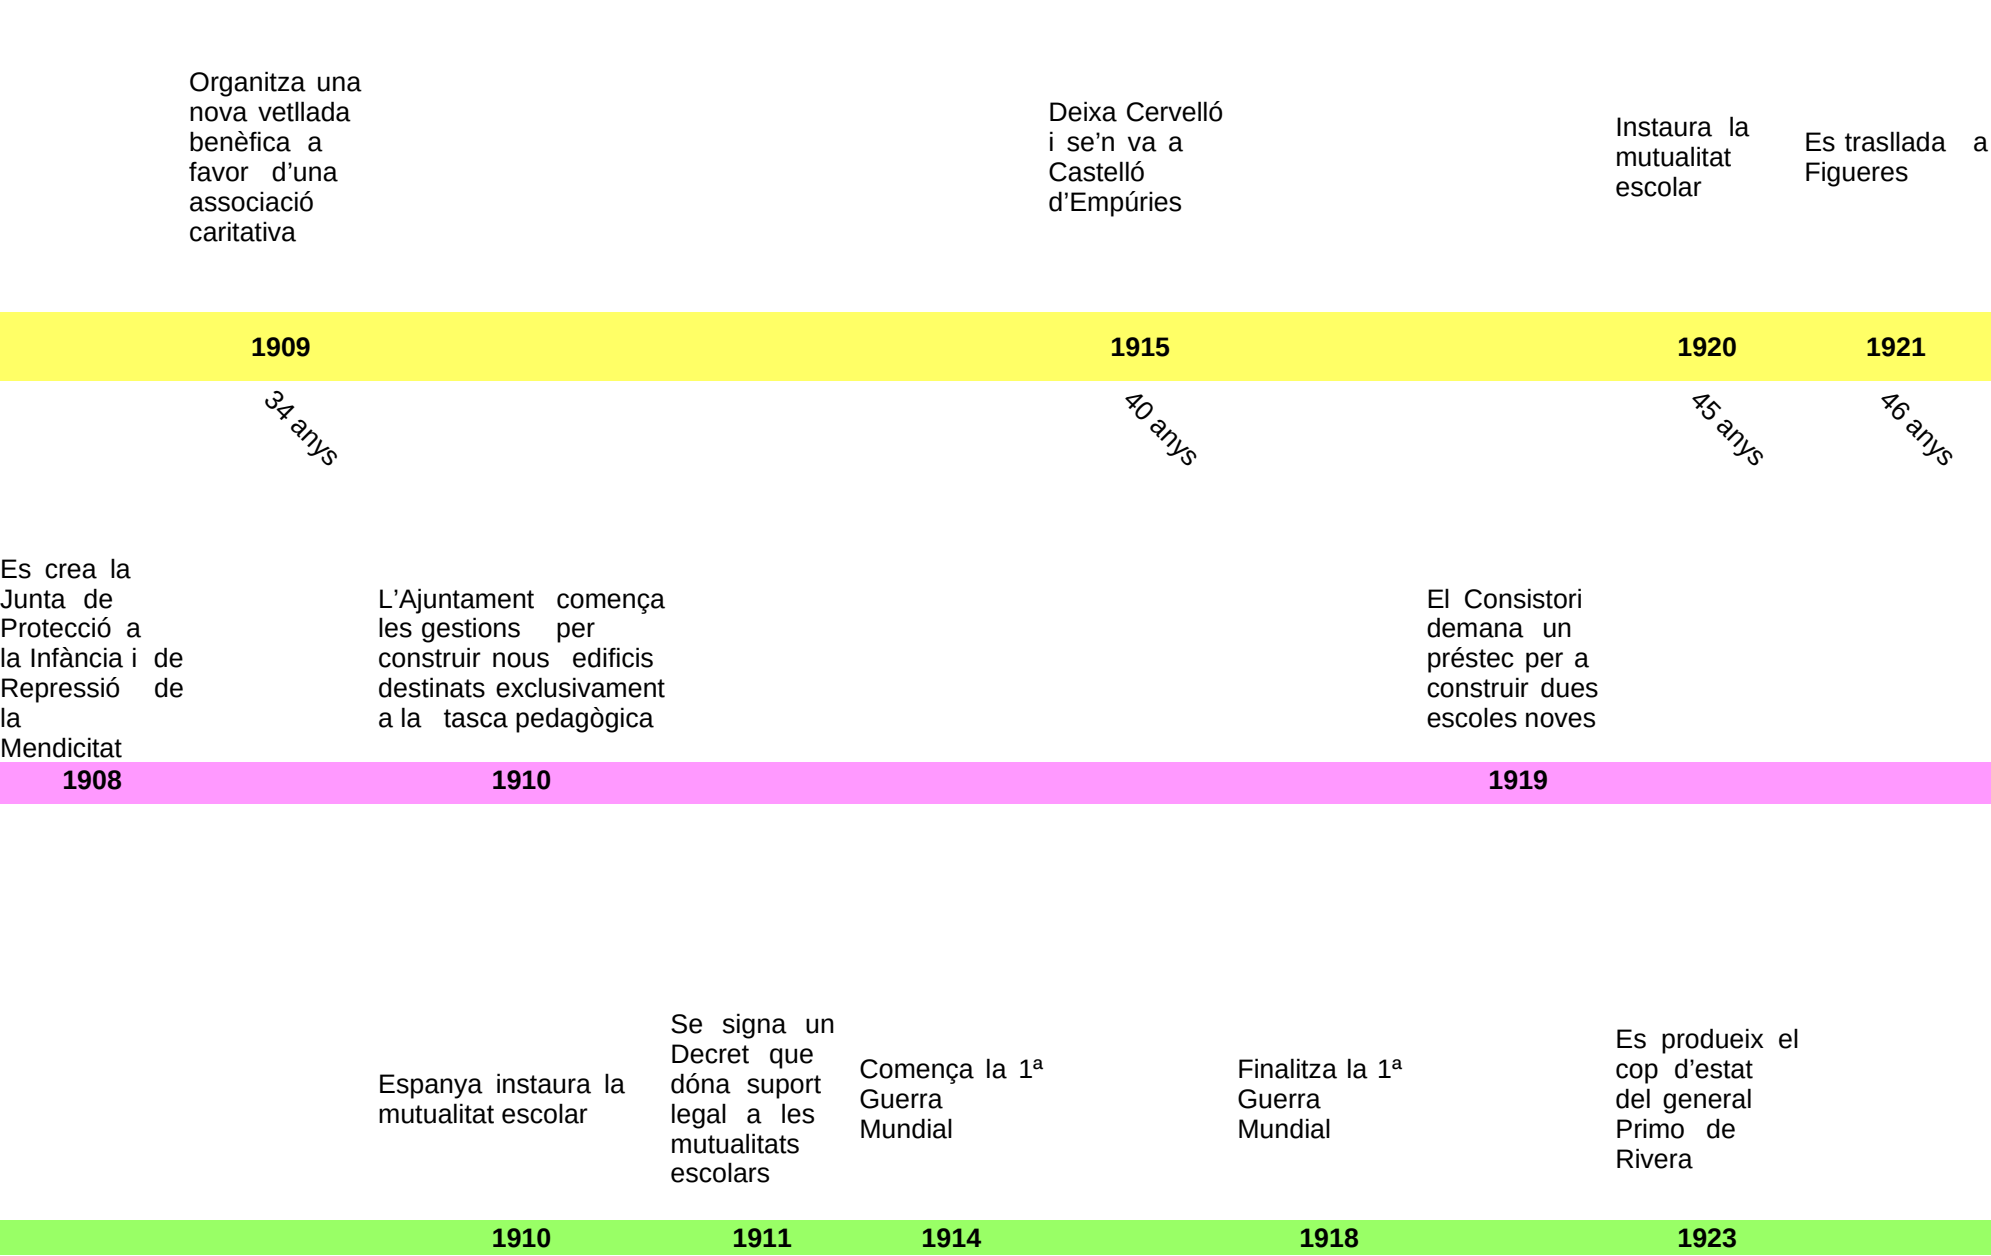 Organitza una
nova vetllada
benèfica a
favor d’una
associació
caritativa
Deixa Cervelló
i se’n va a
Castelló
d’Empúries
Instaura la
mutualitat
escolar
Es trasllada a
Figueres
1909 1915 1920 1921
34 anys
40 anys
45 anys
46 anys
Es crea la
Junta de
Protecció a
la Infància i de
Repressió de
la
Mendicitat
L’Ajuntament comença
les gestions per
construir nous edificis
destinats exclusivament
a la tasca pedagògica
El Consistori
demana un
préstec per a
construir dues
escoles noves
1908 1910 1919
Espanya instaura la
mutualitat escolar
Se signa un
Decret que
dóna suport
legal a les
mutualitats
escolars
Comença la 1ª
Guerra
Mundial
Finalitza la 1ª
Guerra
Mundial
Es produeix el
cop d’estat
del general
Primo de
Rivera
1910 1911 1914 1918 1923